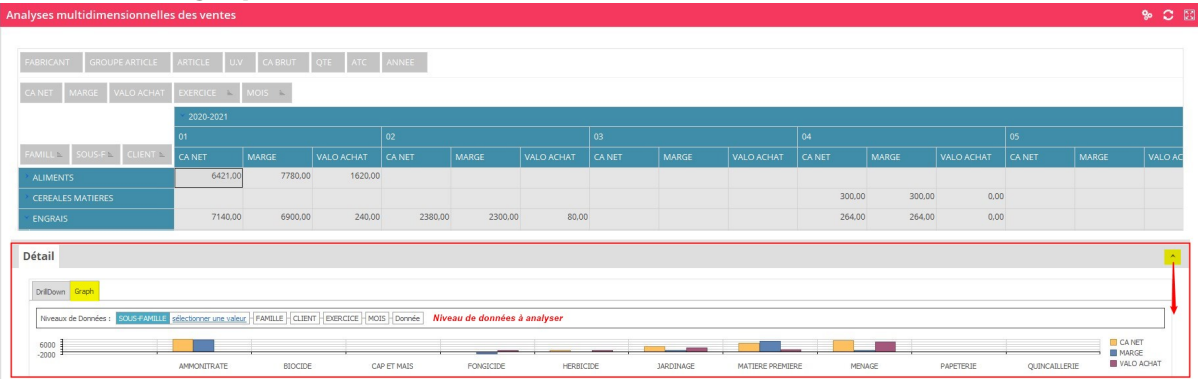 Analyses multidimensionnelles des ventes
FABRICANT GROUPE ARTICLE ARTICLE U.V CA BRUT QTE ATC ANNEE
CA NET MARGE VALO ACHAT EXERCICE MOIS
2020-2021
01 02 03 04 05
FAMILL SOUS-F CLIENT CA NET MARGE VALO ACHAT CA NET MARGE VALO ACHAT CA NET MARGE VALO ACHAT CA NET MARGE VALO ACHAT CA NET MARGE VALO AC
ALIMENTS 6421,00 7780,00 1620,00
CEREALES MATIERES 300,00 300,00 0,00
ENGRAIS 7140,00 6900,00 240,00 2380,00 2300,00 80,00 264,00 264,00 0,00
Détail
DrillDown Graph
Niveaux de Données : SOUS-FAMILLE sélectionner une valeur FAMILLE CLIENT EXERCICE MOIS Donnée Niveau de données à analyser
6000
-2000
CA NET
MARGE
VALO ACHAT
AMMONITRATE BIOCIDE CAP ET MAIS FONGICIDE HERBICIDE JARDINAGE MATIERE PREMIERE MENAGE PAPETERIE QUINCAILLERIE